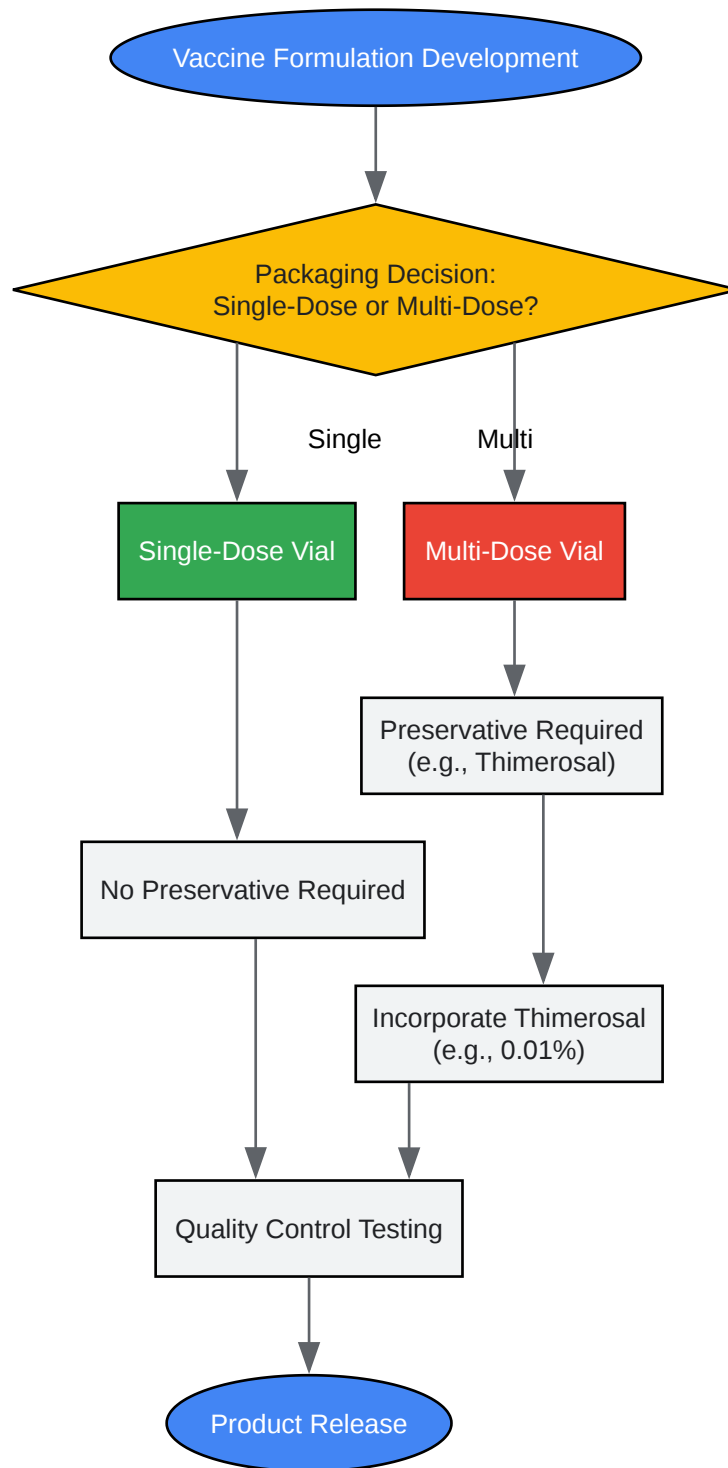 Vaccine Formulation Development
Packaging Decision:
Single-Dose or Multi-Dose?
Single
Multi
Single-Dose Vial
Multi-Dose Vial
Preservative Required
(e.g., Thimerosal)
No Preservative Required
Incorporate Thimerosal
(e.g., 0.01%)
Quality Control Testing
Product Release